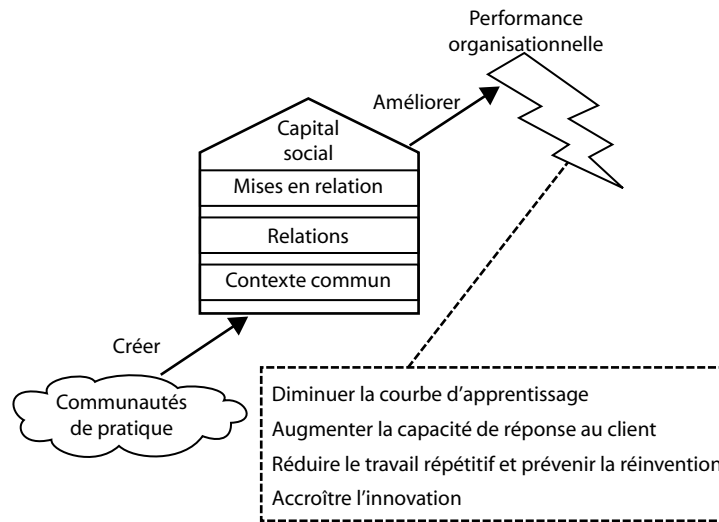 Performance
organisationnelle
Améliorer
Capital
social
Mises en relation
Relations
Contexte commun
Créer
Communautés
de pratique
Diminuer la courbe d'apprentissage
Augmenter la capacité de réponse au client
Réduire le travail répétitif et prévenir la réinvention
Accroître l'innovation